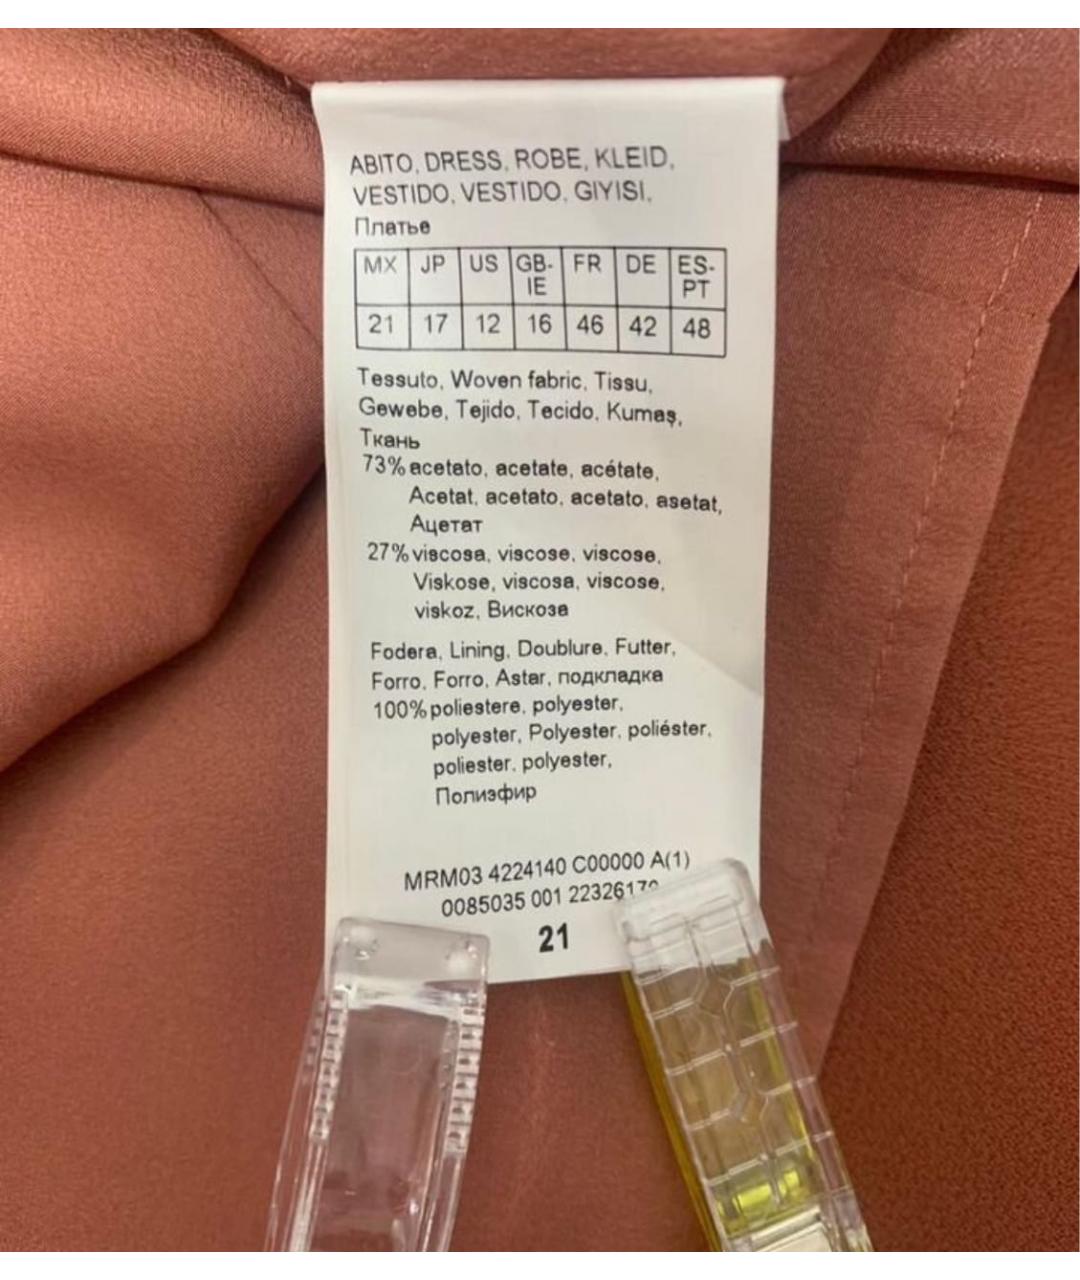 ABITO, DRESS, ROBE, KLEID,
VESTIDO, VESTIDO, GIYISI,
Платье
MX JP US GB-IE FR DE ES-PT
21 17 12 16 46 42 48
Tessuto, Woven fabric, Tissu,
Gewebe, Tejido, Tecido, Kumaş,
Ткань
73% acetato, acetate, acétate,
Acetat, acetato, acetato, asetat,
Ацетат
27% viscosa, viscose, viscose,
Viskose, viscosa, viscose,
viskoz, Вискоза
Fodera, Lining, Doublure, Futter,
Forro, Forro, Astar, подкладка
100% poliestere, polyester,
polyester, Polyester, poliéster,
poliester, polyester,
Полиэфир
MRM03 4224140 C00000 A(1)
0085035 001
21